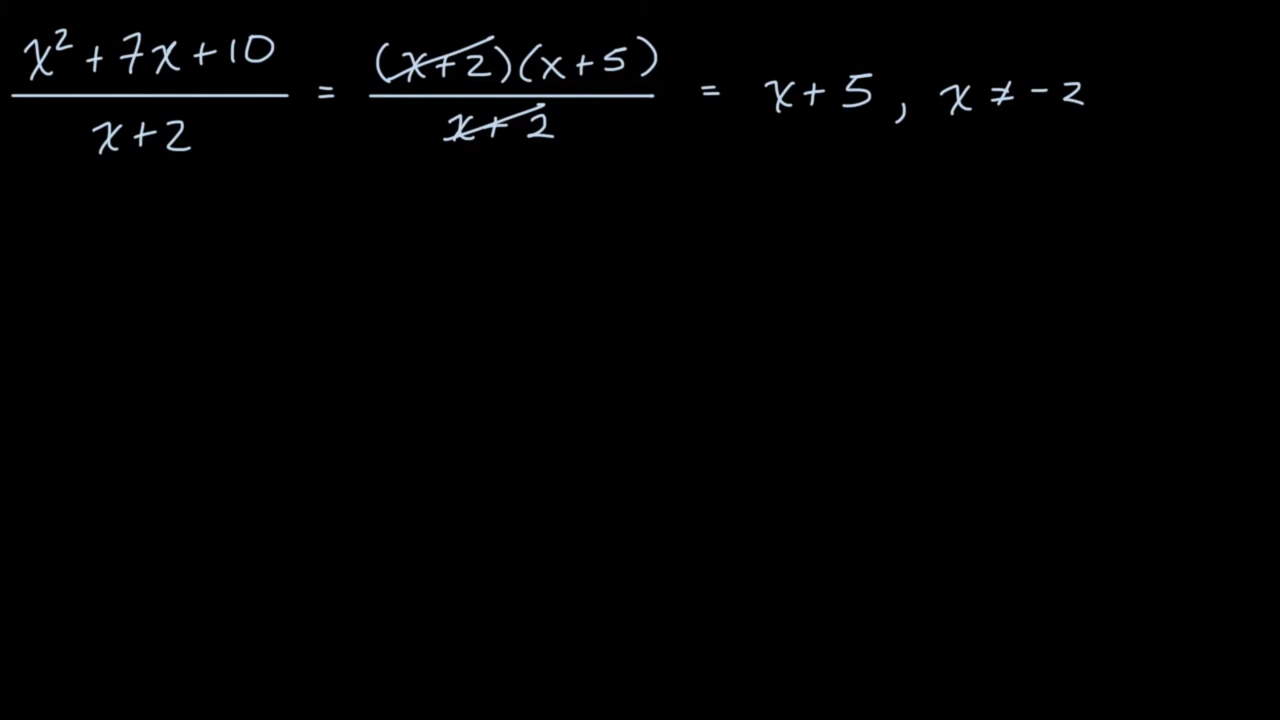 x² + 7x + 10 / x + 2 = (x + 2)(x + 5) / x + 2 = x + 5 , x ≠ - 2